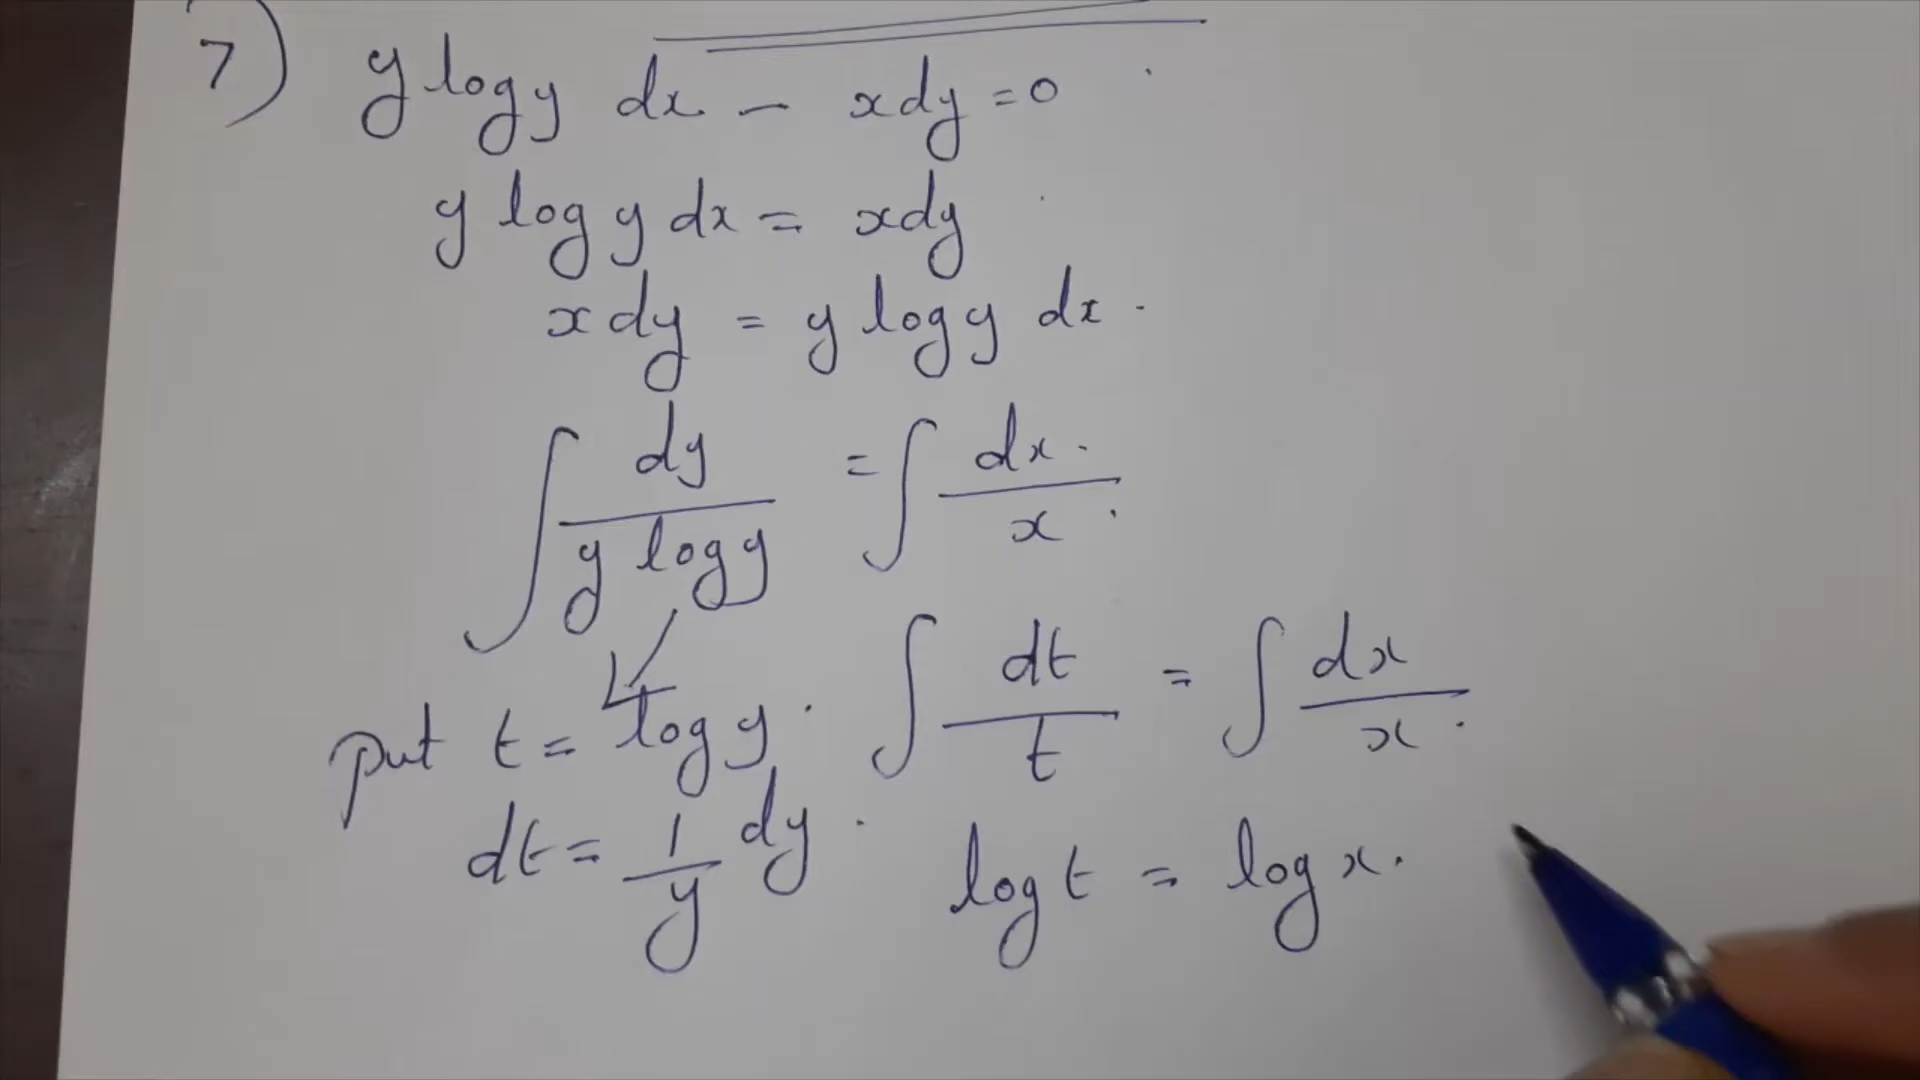 7) y log y dx - x dy = 0
y log y dx = x dy
x dy = y log y dx.
∫ dy / (y log y) = ∫ dx / x.
put t = log y. ∫ dt / t = ∫ dx / x.
dt = 1/y dy. log t = log x.